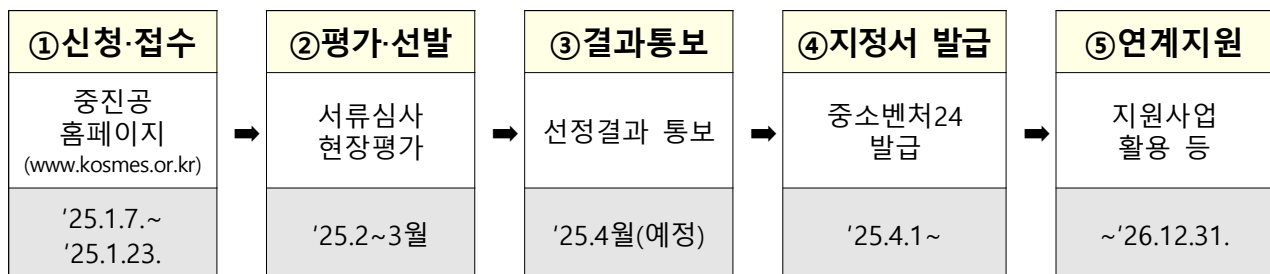 ①신청·접수
중진공
홈페이지
(www.kosmes.or.kr)
'25.1.7.~
'25.1.23.
➡
②평가·선발
서류심사
현장평가
'25.2~3월
➡
③결과통보
선정결과 통보
'25.4월(예정)
➡
④지정서 발급
중소벤처24
발급
'25.4.1~
➡
⑤연계지원
지원사업
활용 등
~'26.12.31.